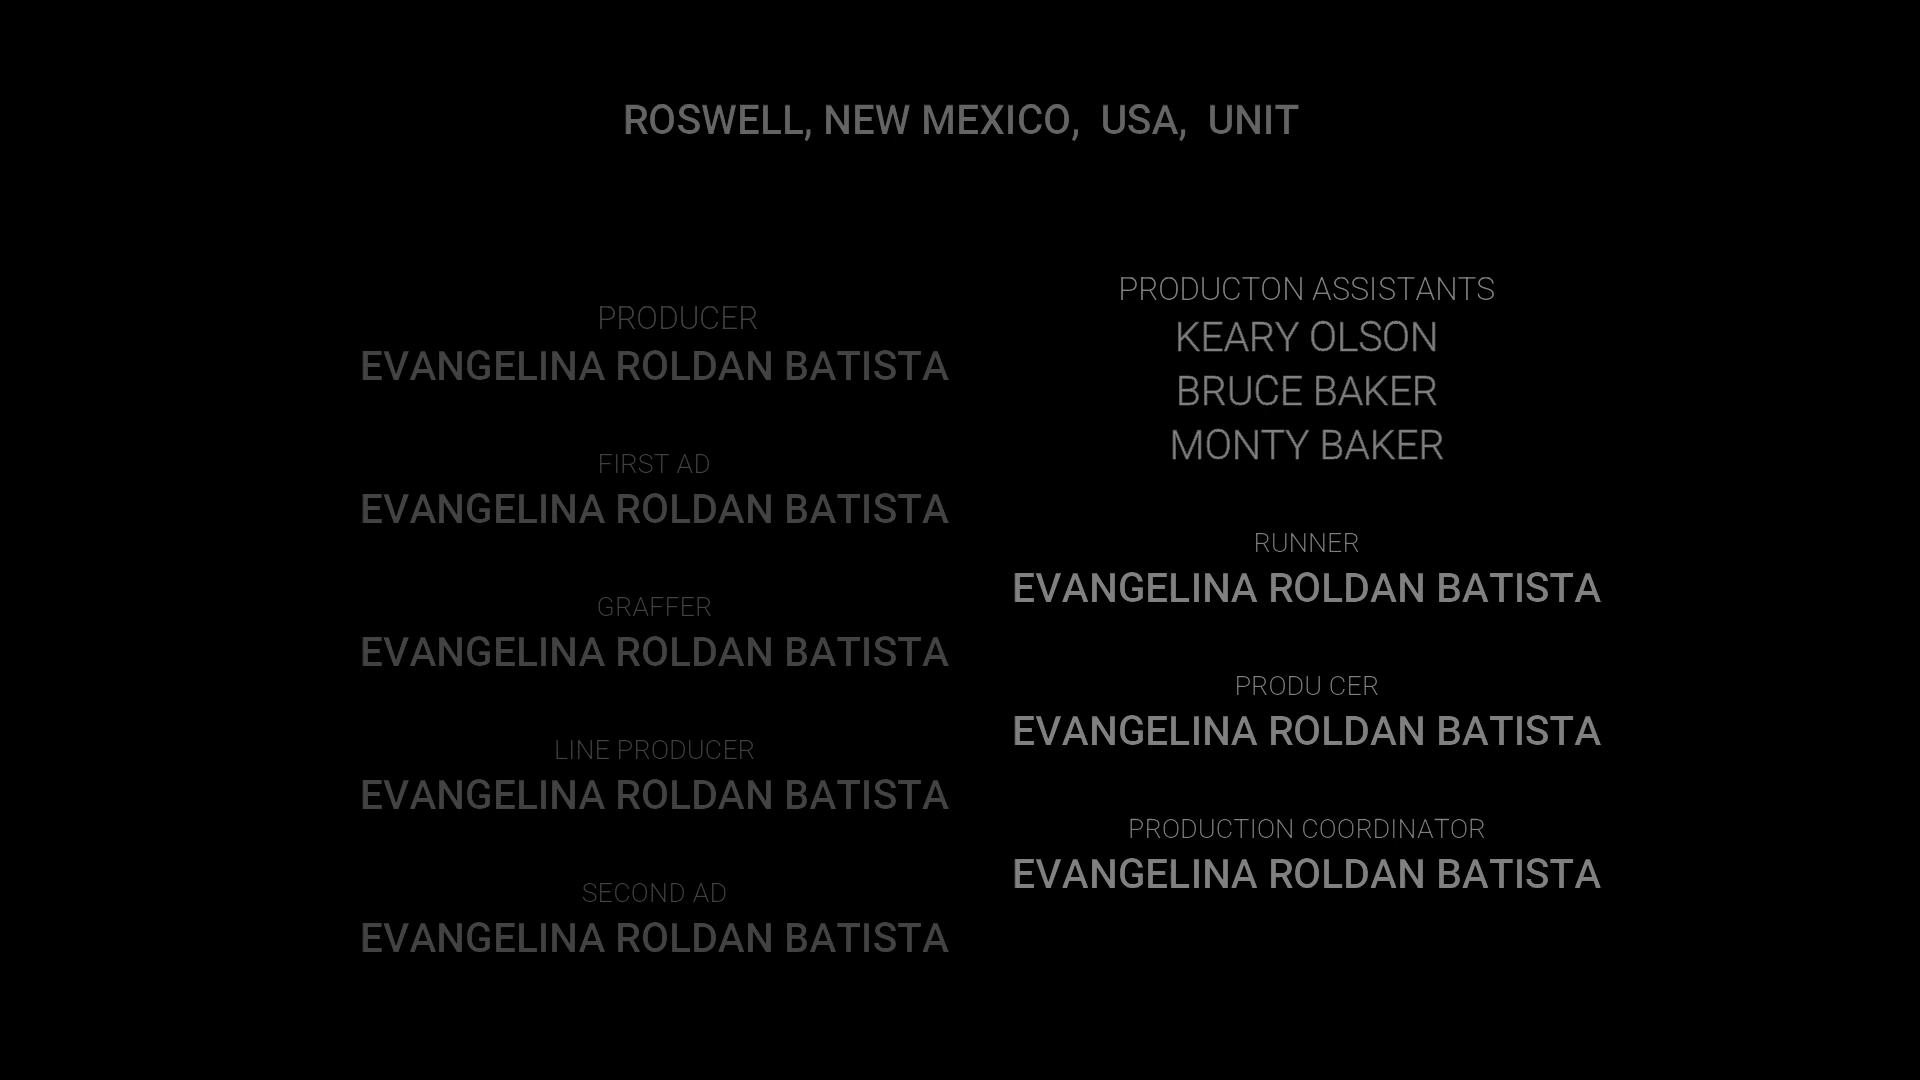 ROSWELL, NEW MEXICO, USA, UNIT
PRODUCER
EVANGELINA ROLDAN BATISTA
FIRST AD
EVANGELINA ROLDAN BATISTA
GRAFFER
EVANGELINA ROLDAN BATISTA
LINE PRODUCER
EVANGELINA ROLDAN BATISTA
SECOND AD
EVANGELINA ROLDAN BATISTA
PRODUCTON ASSISTANTS
KEARY OLSON
BRUCE BAKER
MONTY BAKER
RUNNER
EVANGELINA ROLDAN BATISTA
PRODU CER
EVANGELINA ROLDAN BATISTA
PRODUCTION COORDINATOR
EVANGELINA ROLDAN BATISTA